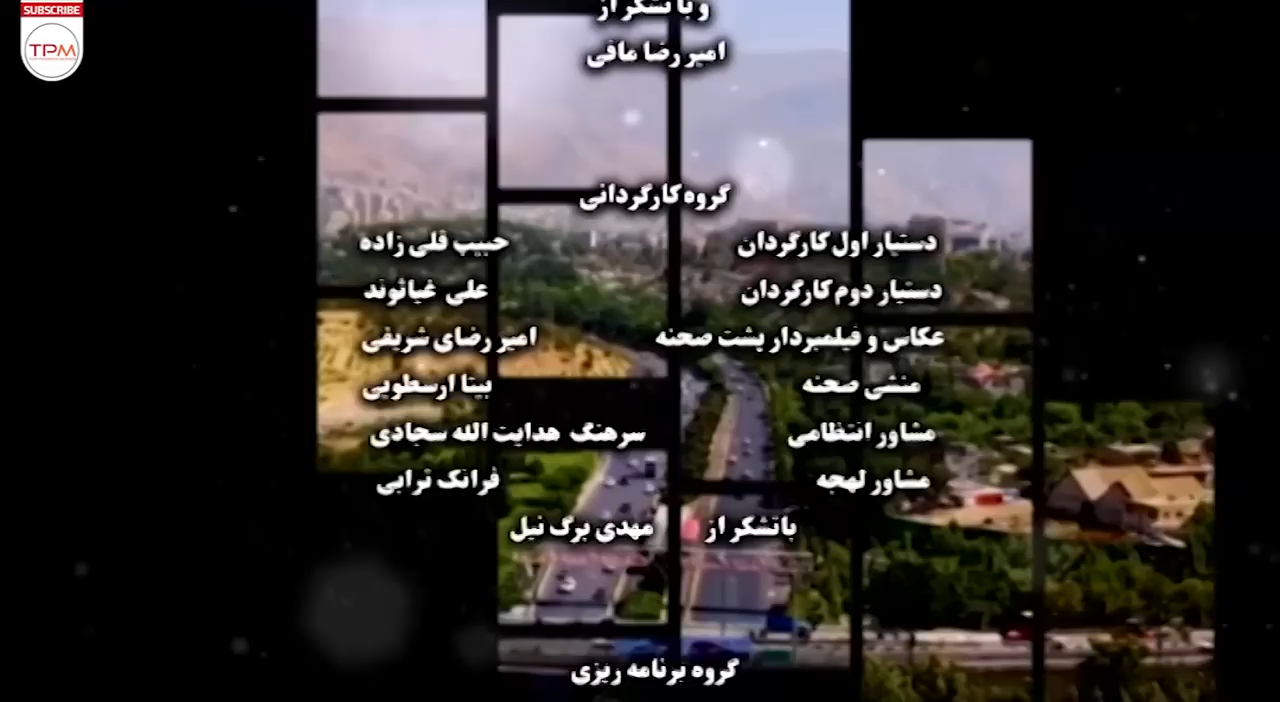 SUBSCRIBE
TPM
و با تشکر از
امیر رضا مافی
گروه کارگردانی
دستیار اول کارگردان حبیب قلی زاده
دستیار دوم کارگردان علی غیاثوند
عکاس و فیلمبردار پشت صحنه امیر رضای شریفی
منشی صحنه بیتا ارسطویی
مشاور انتظامی سرهنگ هدایت الله سجادی
مشاور لهجه فرانک ترابی
باتشکر از مهدی برگ نیل
گروه برنامه ریزی